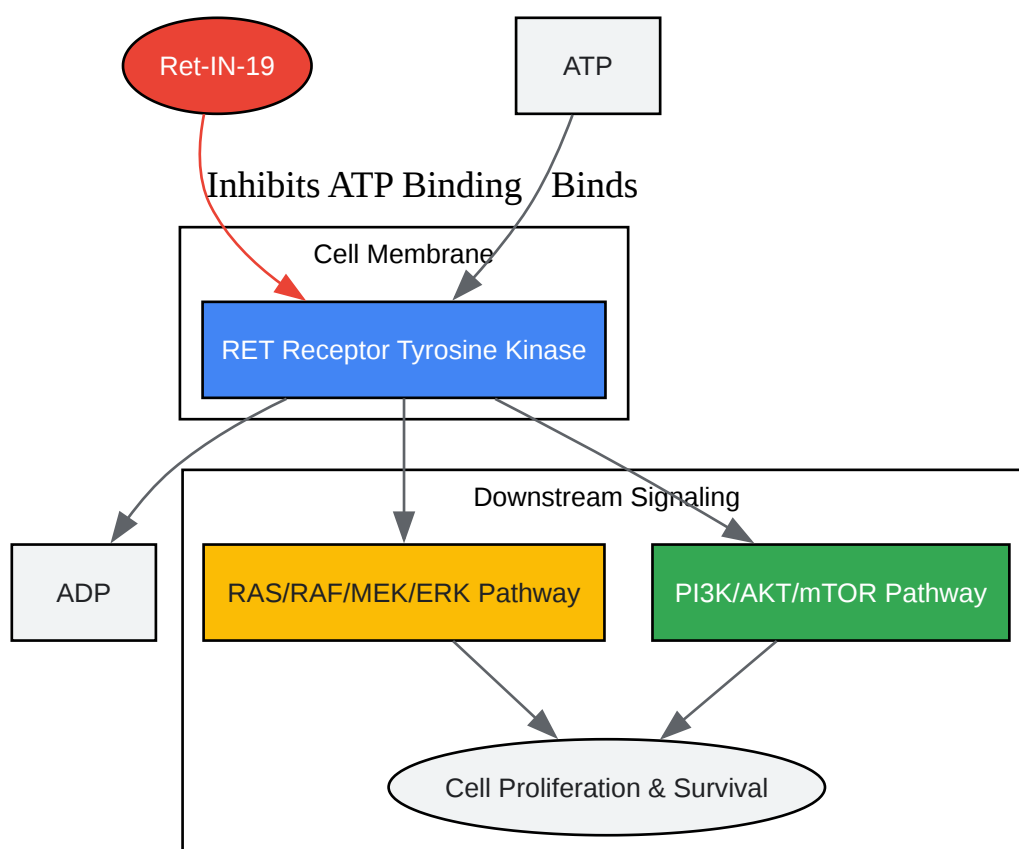 Ret-IN-19
ATP
Inhibits ATP Binding
Binds
Cell Membrane
RET Receptor Tyrosine Kinase
Downstream Signaling
ADP
RAS/RAF/MEK/ERK Pathway
PI3K/AKT/mTOR Pathway
Cell Proliferation & Survival